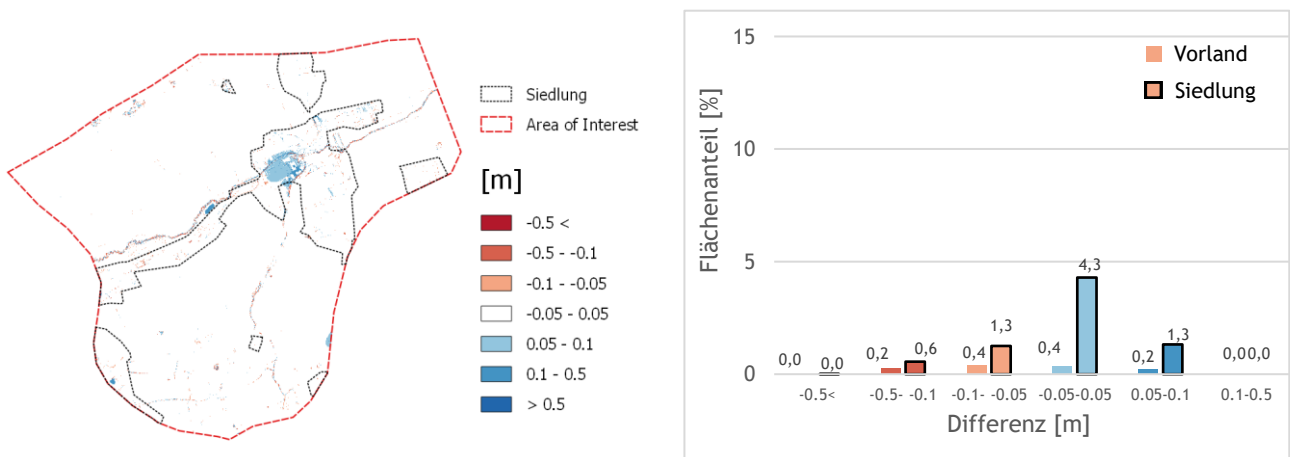 Siedlung
Area of Interest
[m]
-0.5 <
-0.5 - -0.1
-0.1 - -0.05
-0.05 - 0.05
0.05 - 0.1
0.1 - 0.5
> 0.5
Flächenanteil [%]
15
10
5
0
Vorland
Siedlung
0,0
0,0
0,2
0,6
0,4
1,3
0,4
4,3
0,2
1,3
0,00,0
-0.5<
-0.5- -0.1
-0.1- -0.05
-0.05-0.05
0.05-0.1
0.1-0.5
Differenz [m]